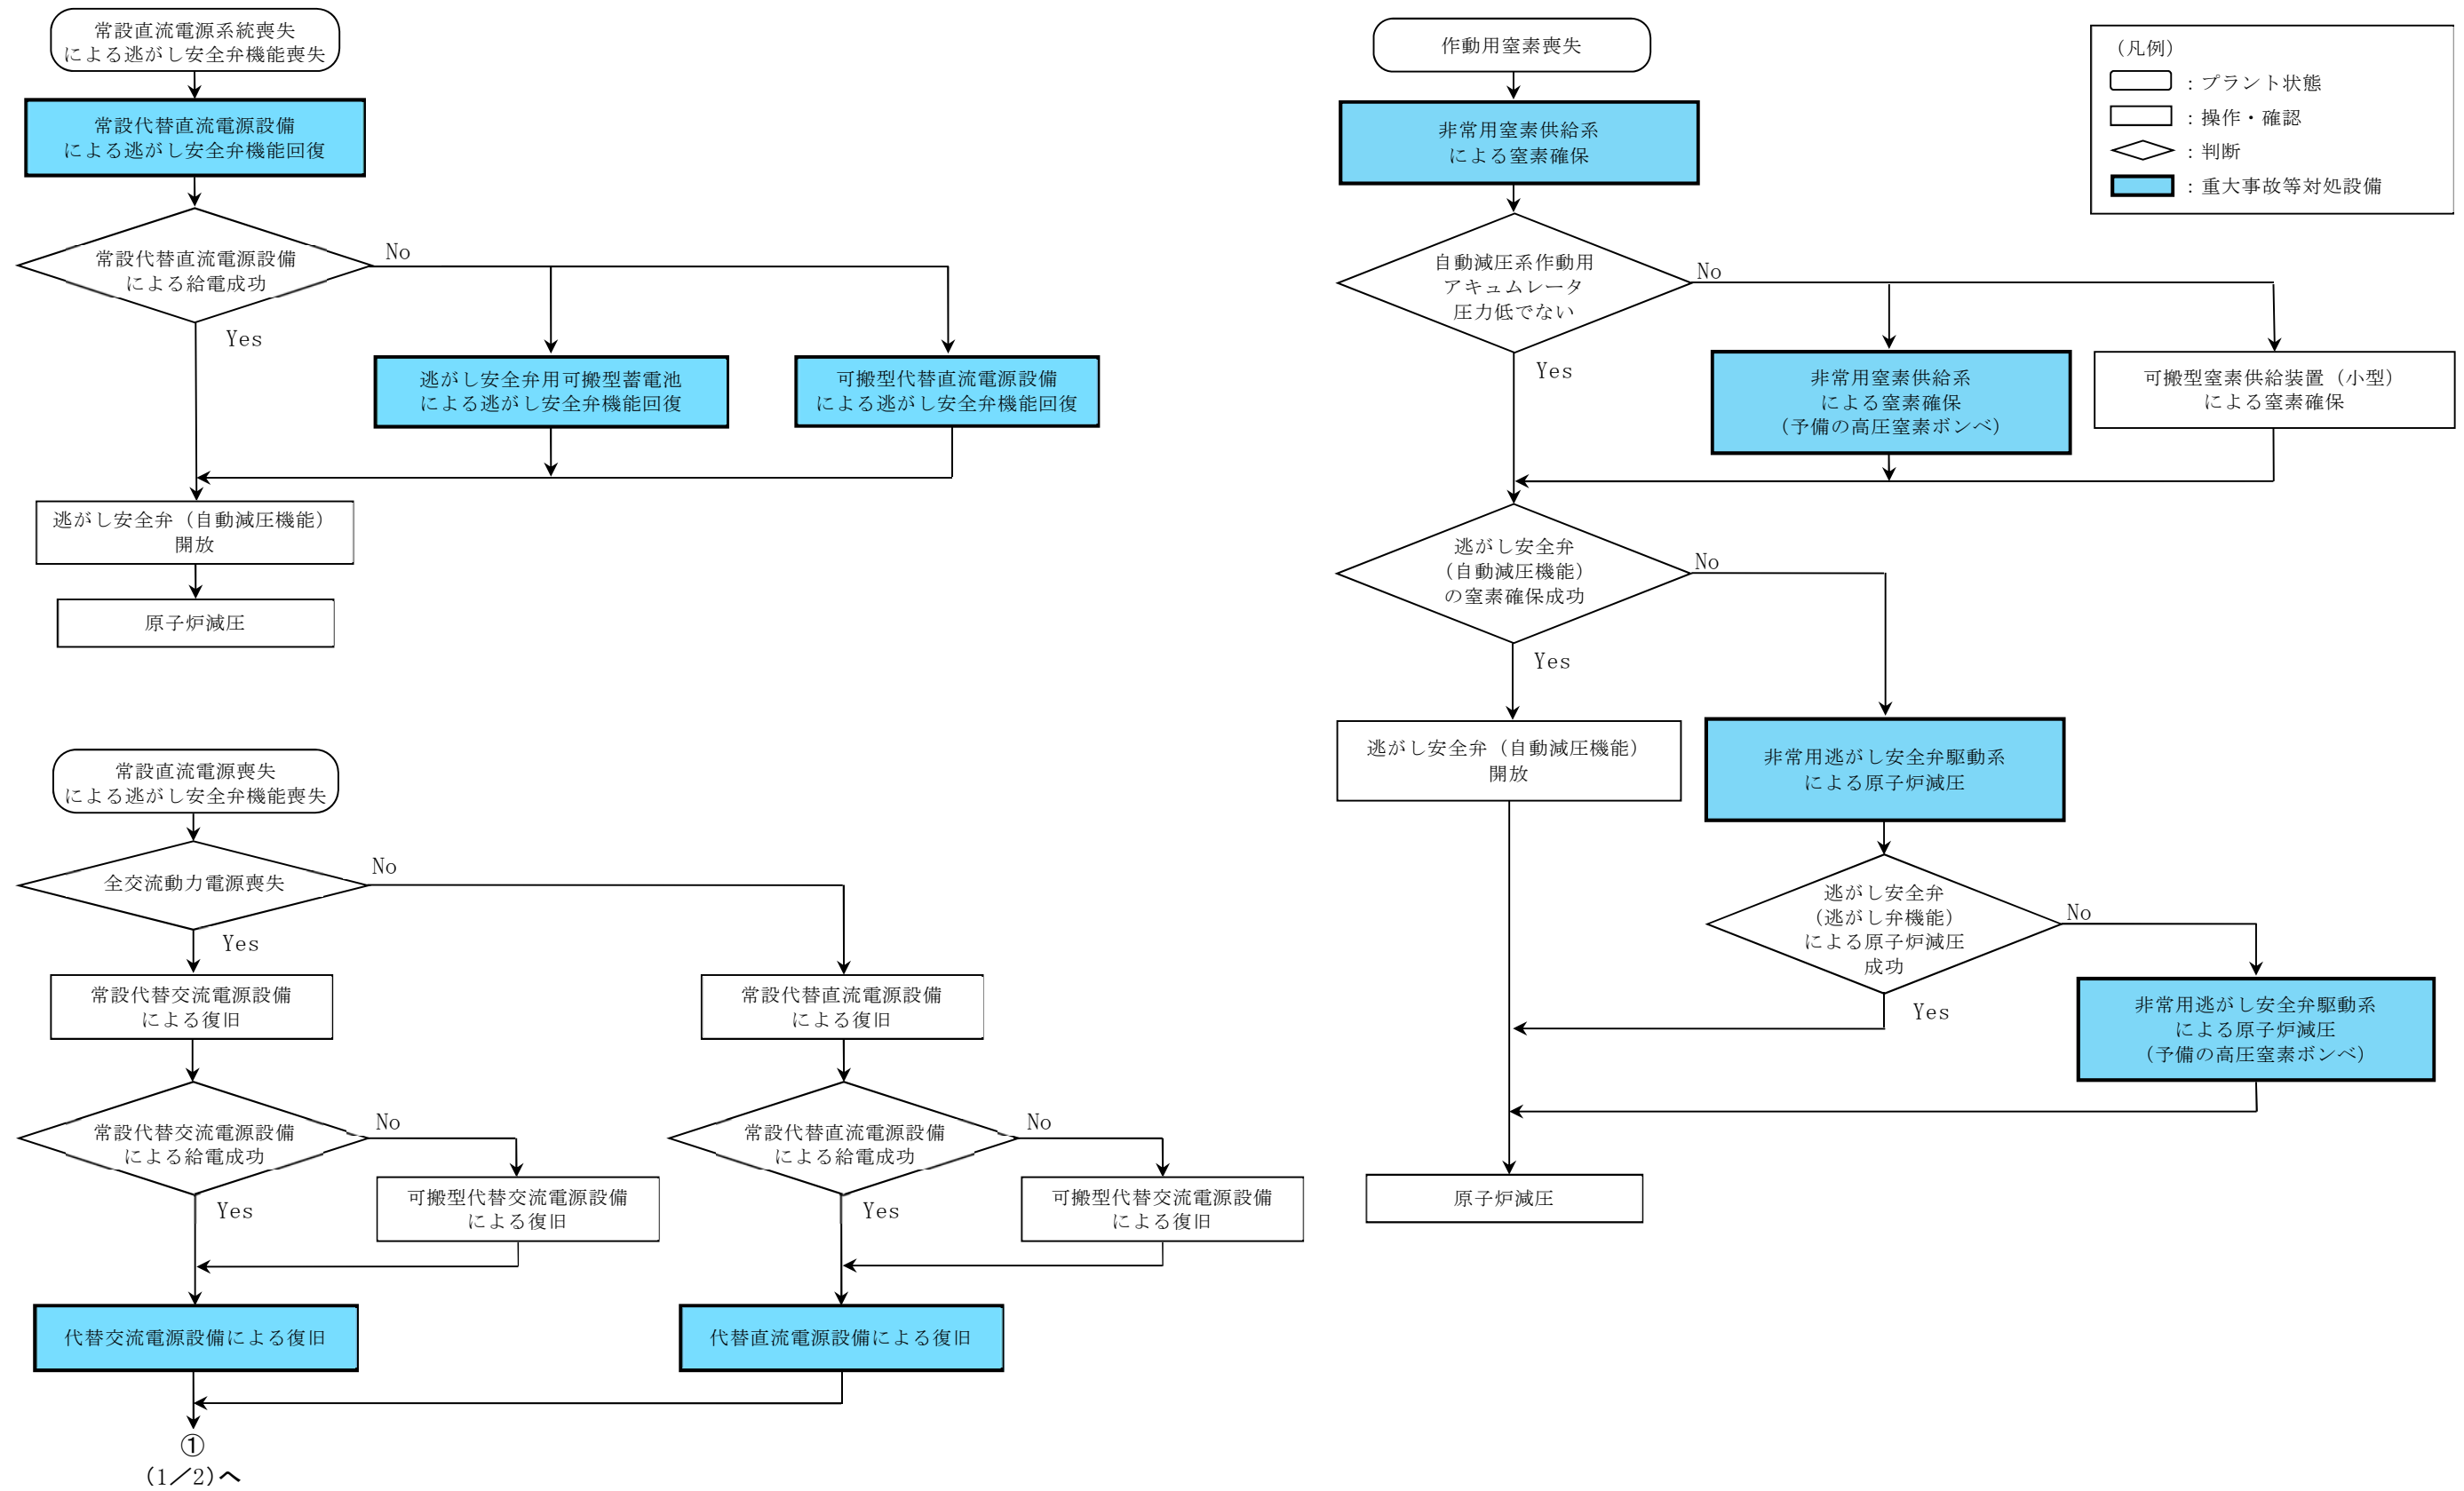 常設直流電源系統喪失
による逃がし安全弁機能喪失
常設代替直流電源設備
による逃がし安全弁機能回復
常設代替直流電源設備
による給電成功
No
Yes
逃がし安全弁用可搬型蓄電池
による逃がし安全弁機能回復
可搬型代替直流電源設備
による逃がし安全弁機能回復
逃がし安全弁（自動減圧機能）
開放
原子炉減圧
常設直流電源喪失
による逃がし安全弁機能喪失
全交流動力電源喪失
No
Yes
常設代替交流電源設備
による復旧
常設代替直流電源設備
による復旧
常設代替交流電源設備
による給電成功
No
Yes
可搬型代替交流電源設備
による復旧
常設代替直流電源設備
による給電成功
No
Yes
可搬型代替交流電源設備
による復旧
代替交流電源設備による復旧
代替直流電源設備による復旧
①
(1／2)へ
作動用窒素喪失
非常用窒素供給系
による窒素確保
自動減圧系作動用
アキュムレータ
圧力低でない
No
Yes
非常用窒素供給系
による窒素確保
（予備の高圧窒素ボンベ）
可搬型窒素供給装置（小型）
による窒素確保
逃がし安全弁
（自動減圧機能）
の窒素確保成功
No
Yes
逃がし安全弁（自動減圧機能）
開放
非常用逃がし安全弁駆動系
による原子炉減圧
逃がし安全弁
（逃がし弁機能）
による原子炉減圧
成功
No
Yes
非常用逃がし安全弁駆動系
による原子炉減圧
（予備の高圧窒素ボンベ）
原子炉減圧
（凡例）
：プラント状態
：操作・確認
：判断
：重大事故等対処設備